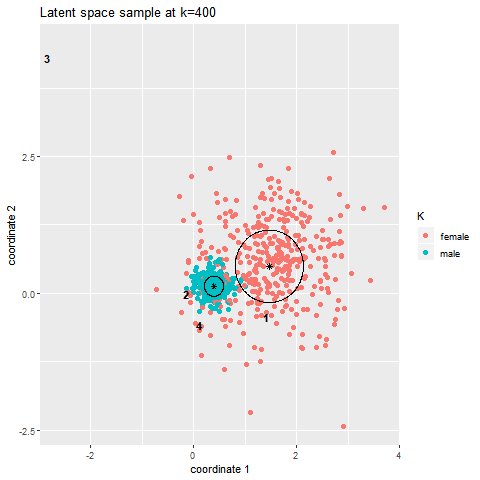 Latent space sample at k=400
3
2.5
coordinate 2
K
female
male
0.0
2
1
4
-2.5
-2
0
2
4
coordinate 1